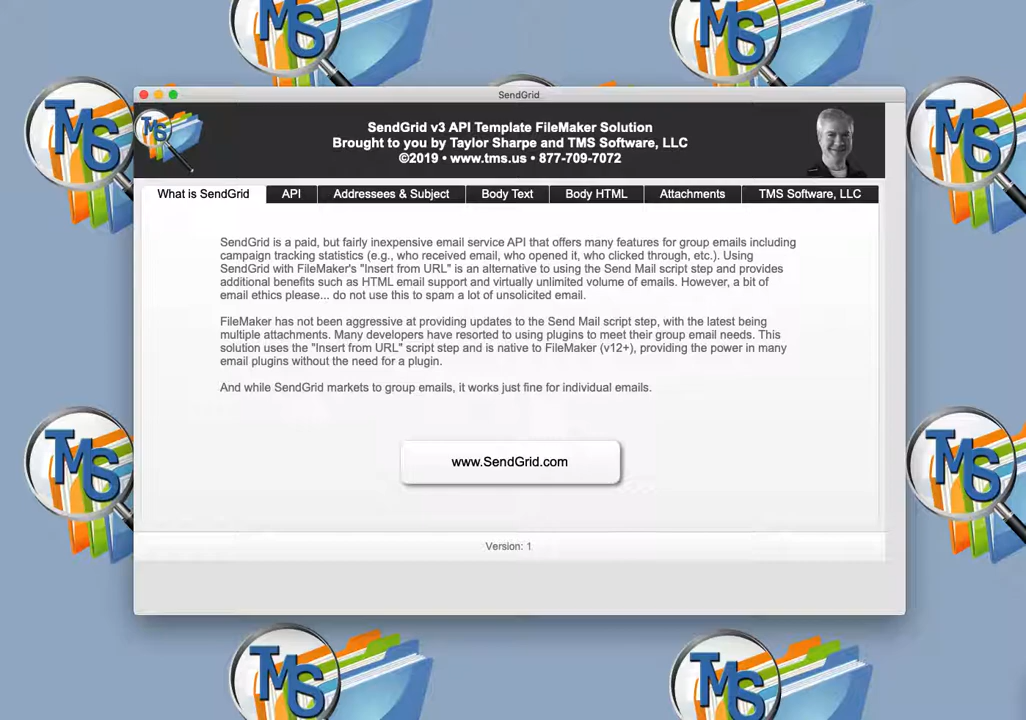 SendGrid
SendGrid v3 API Template FileMaker Solution
Brought to you by Taylor Sharpe and TMS Software, LLC
©2019 • www.tms.us • 877-709-7072
TMS
What is SendGrid
API
Addressees & Subject
Body Text
Body HTML
Attachments
TMS Software, LLC
SendGrid is a paid, but fairly inexpensive email service API that offers many features for group emails including
campaign tracking statistics (e.g., who received email, who opened it, who clicked through, etc.). Using
SendGrid with FileMaker's "Insert from URL" is an alternative to using the Send Mail script step and provides
additional benefits such as HTML email support and virtually unlimited volume of emails. However, a bit of
email ethics please... do not use this to spam a lot of unsolicited email.
FileMaker has not been aggressive at providing updates to the Send Mail script step, with the latest being
multiple attachments. Many developers have resorted to using plugins to meet their group email needs. This
solution uses the "Insert from URL" script step and is native to FileMaker (v12+), providing the power in many
email plugins without the need for a plugin.
And while SendGrid markets to group emails, it works just fine for individual emails.
www.SendGrid.com
Version: 1
TMS
TMS
TMS
TMS
TMS
TMS
TMS
TMS